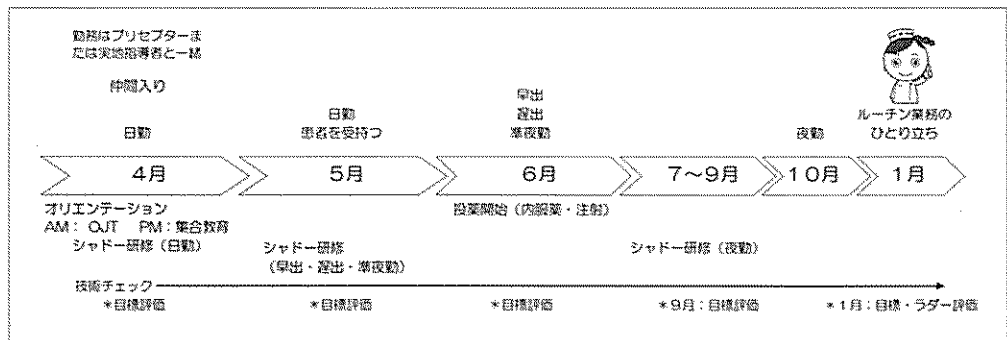 勤務はプリセプターま
たは実地指導者と一緒
仲間入り
日勤
日勤
患者を受持つ
早出
遅出
準夜勤
夜勤
ルーチン業務の
ひとり立ち
4月
5月
6月
7～9月
10月
1月
オリエンテーション
AM： OJT　PM：集合教育
シャドー研修（日勤）
シャドー研修
（早出・遅出・準夜勤）
投薬開始（内服薬・注射）
シャドー研修（夜勤）
技術チェック
＊目標評価
＊目標評価
＊目標評価
＊9月：目標評価
＊1月：目標・ラダー評価